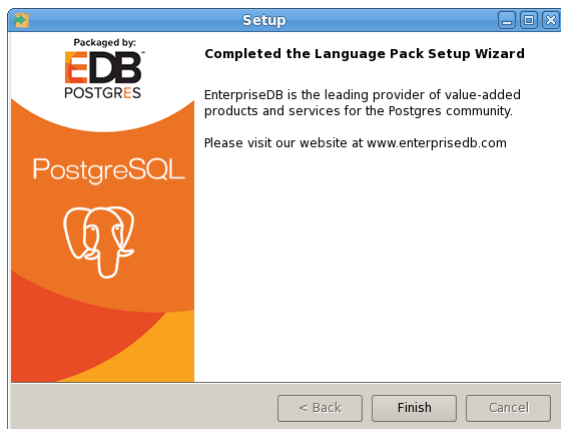 Setup
Packaged by:
EDB
POSTGRES
PostgreSQL
Completed the Language Pack Setup Wizard
EnterpriseDB is the leading provider of value-added
products and services for the Postgres community.
Please visit our website at www.enterprisedb.com
< Back
Finish
Cancel